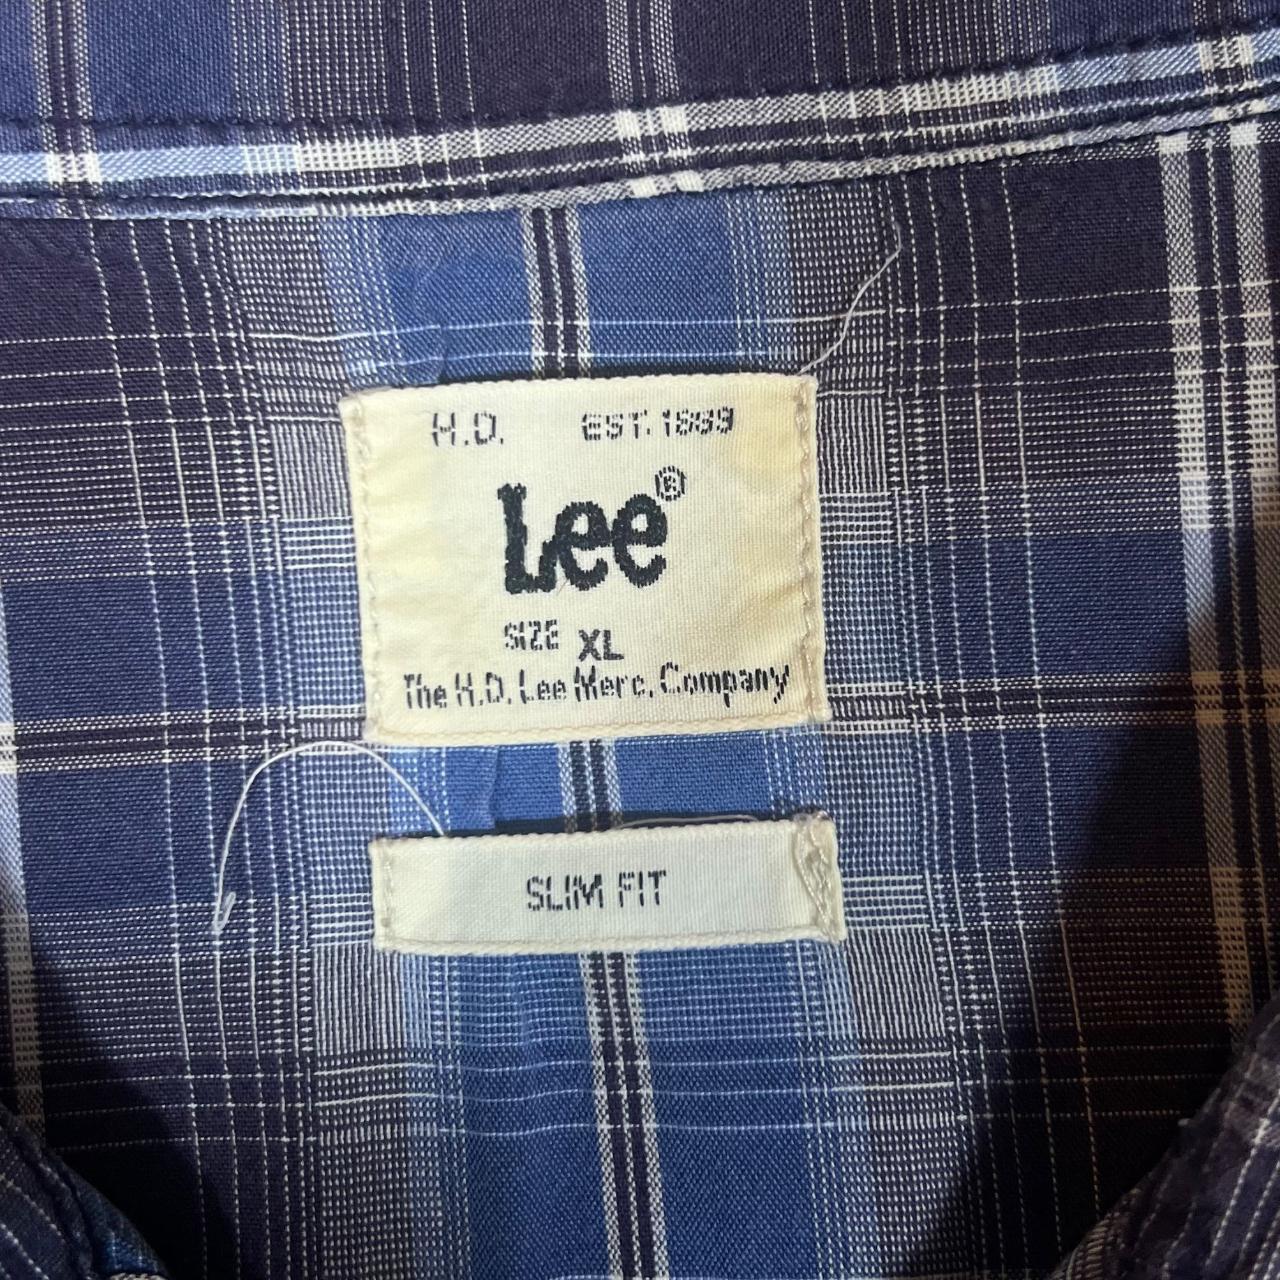 H.D. EST. 1889
Lee®
SIZE XL
The H.D. Lee Merc. Company
SLIM FIT